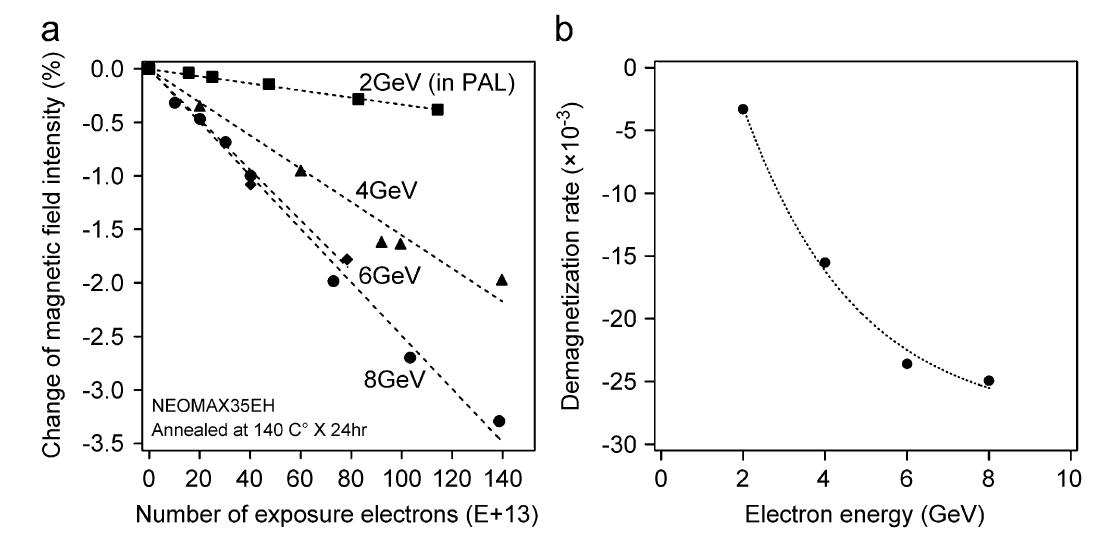 a
Change of magnetic field intensity (%)
0.0
-0.5
-1.0
-1.5
-2.0
-2.5
-3.0
-3.5
2GeV (in PAL)
4GeV
6GeV
8GeV
NEOMAX35EH
Annealed at 140 C° X 24hr
0 20 40 60 80 100 120 140
Number of exposure electrons (E+13)
b
Demagnetization rate (×10-3)
0
-5
-10
-15
-20
-25
-30
0 2 4 6 8 10
Electron energy (GeV)